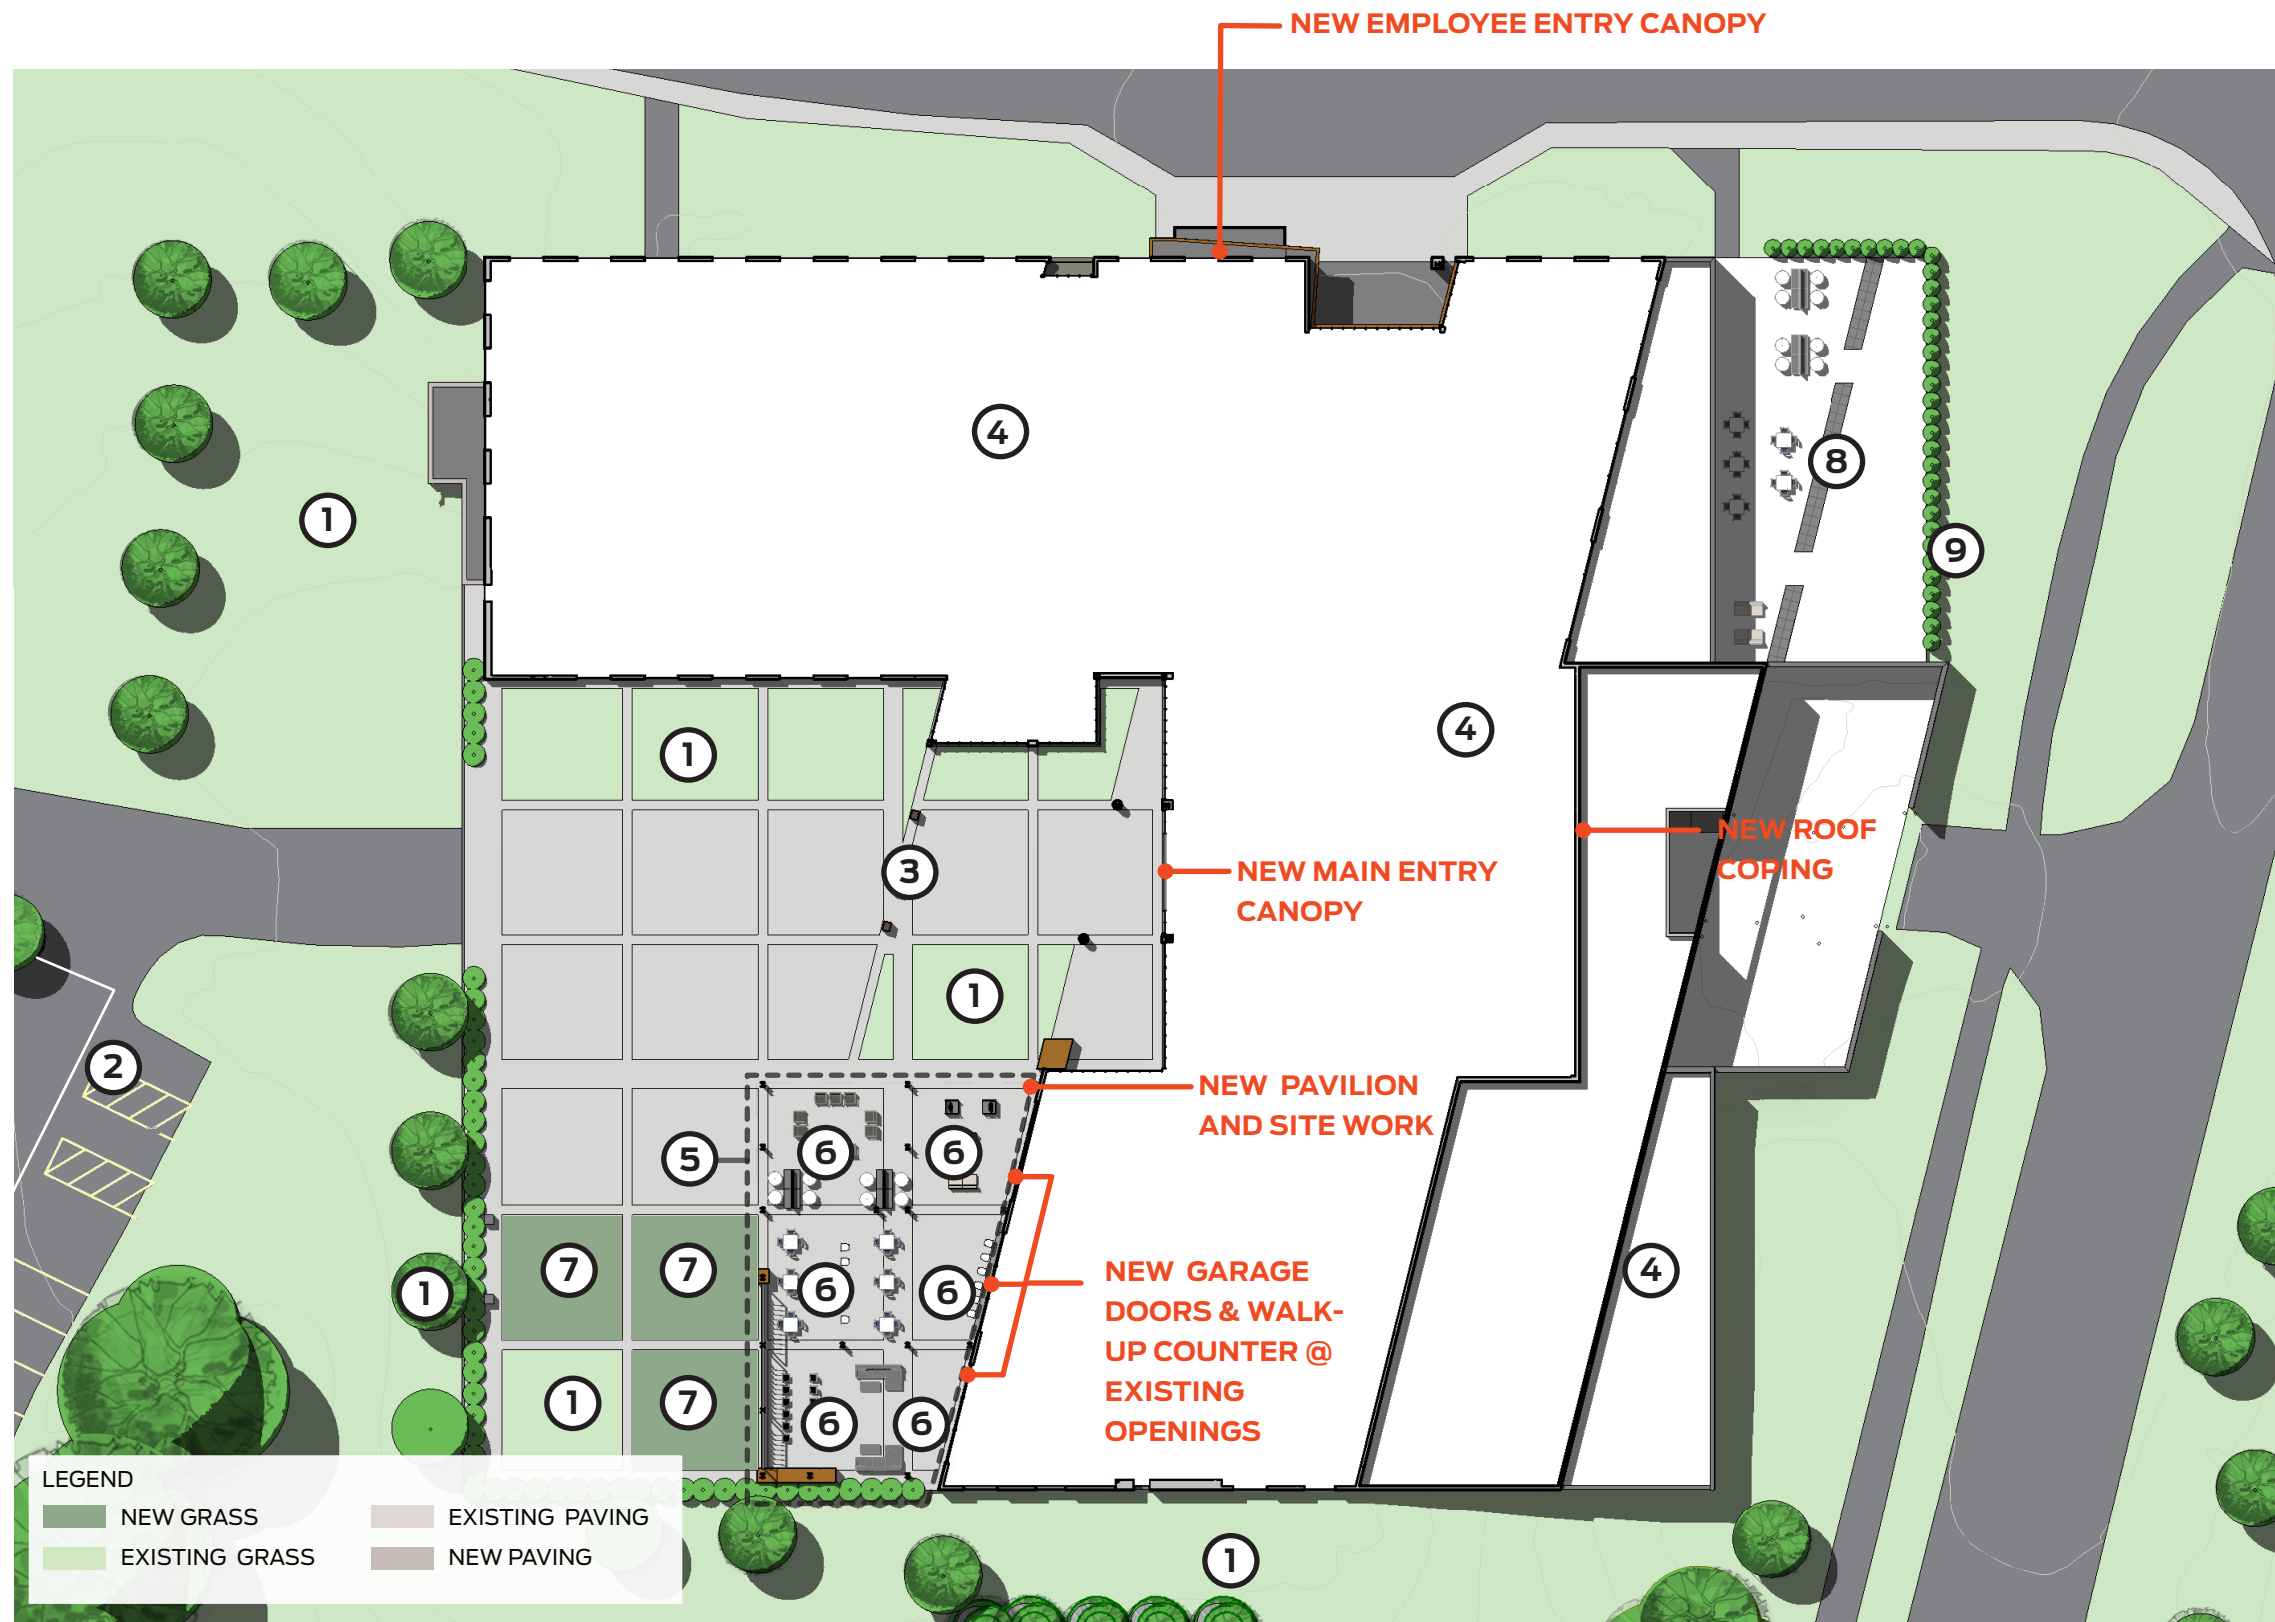 NEW EMPLOYEE ENTRY CANOPY
4
8
1
9
1
4
NEW ROOF
COPING
3
NEW MAIN ENTRY
CANOPY
1
2
NEW PAVILION
AND SITE WORK
5
6
6
7
7
6
6
1
4
NEW GARAGE
DOORS & WALK-
UP COUNTER @
EXISTING
OPENINGS
1
7
6
6
1
LEGEND
NEW GRASS
EXISTING PAVING
EXISTING GRASS
NEW PAVING